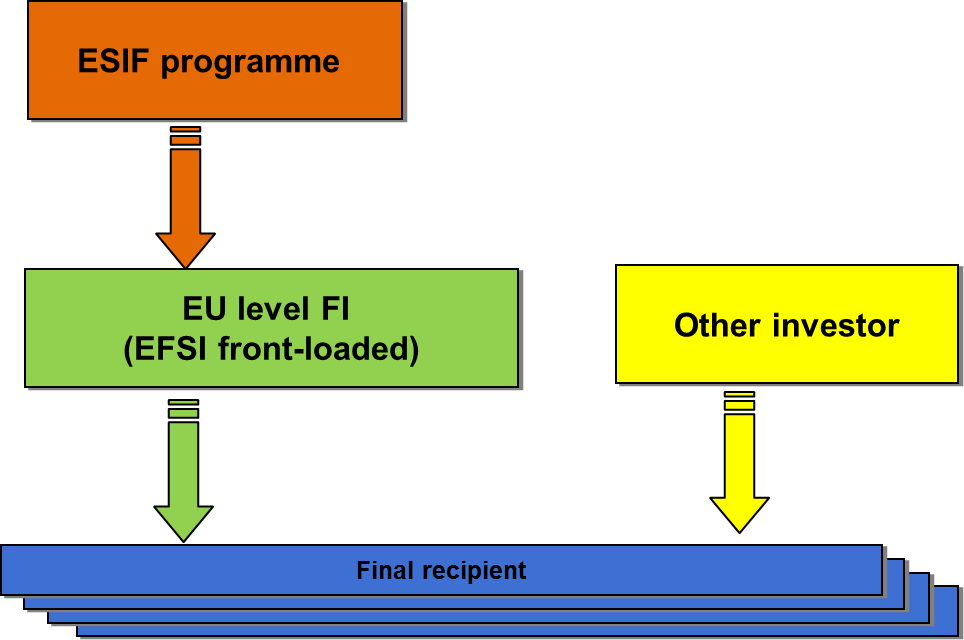 ESIF programme
EU level FI
(EFSI front-loaded)
Other investor
Final recipient